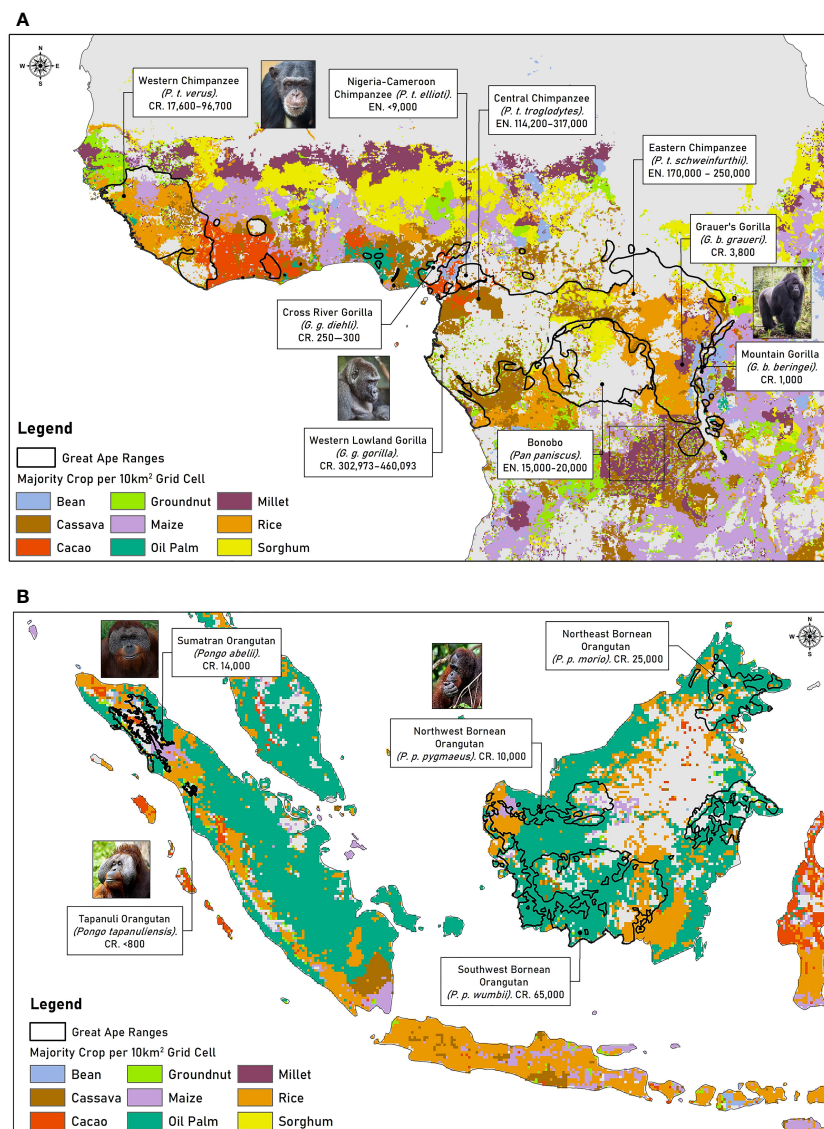 A
N
W
E
S
Western Chimpanzee
(P. t. verus).
CR. 17,600–96,700
Nigeria-Cameroon
Chimpanzee (P. t. ellioti).
EN. <9,000
Central Chimpanzee
(P. t. troglodytes).
EN. 114,200–317,000
Eastern Chimpanzee
(P. t. schweinfurthii).
EN. 170,000 – 250,000
Grauer's Gorilla
(G. b. graueri).
CR. 3,800
Cross River Gorilla
(G. g. diehli).
CR. 250—300
Mountain Gorilla
(G. b. beringei).
CR. 1,000
Western Lowland Gorilla
(G. g. gorilla).
CR. 302,973–460,093
Bonobo
(Pan paniscus).
EN. 15,000-20,000
Legend
Great Ape Ranges
Majority Crop per 10km² Grid Cell
Bean
Groundnut
Millet
Cassava
Maize
Rice
Cacao
Oil Palm
Sorghum
B
Sumatran Orangutan
(Pongo abelii).
CR. 14,000
Northeast Bornean
Orangutan
(P. p. morio). CR. 25,000
N
W
S
Northwest Bornean
Orangutan
(P. p. pygmaeus). CR. 10,000
Tapanuli Orangutan
(Pongo tapanuliensis).
CR. <800
Southwest Bornean
Orangutan
(P. p. wumbii). CR. 65,000
Legend
Great Ape Ranges
Majority Crop per 10km² Grid Cell
Bean
Groundnut
Millet
Cassava
Maize
Rice
Cacao
Oil Palm
Sorghum